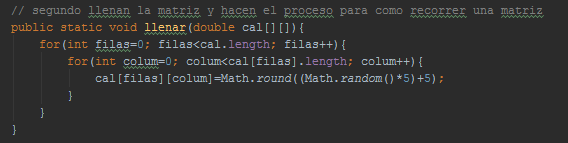 // segundo llenan la matriz y hacen el proceso para como recorrer una matriz
public static void llenar(double cal[][]){
for(int filas=0; filas<cal.length; filas++){
for(int colum=0; colum<cal[filas].length; colum++){
cal[filas][colum]=Math.round((Math.random()*5)+5);
}
}
}